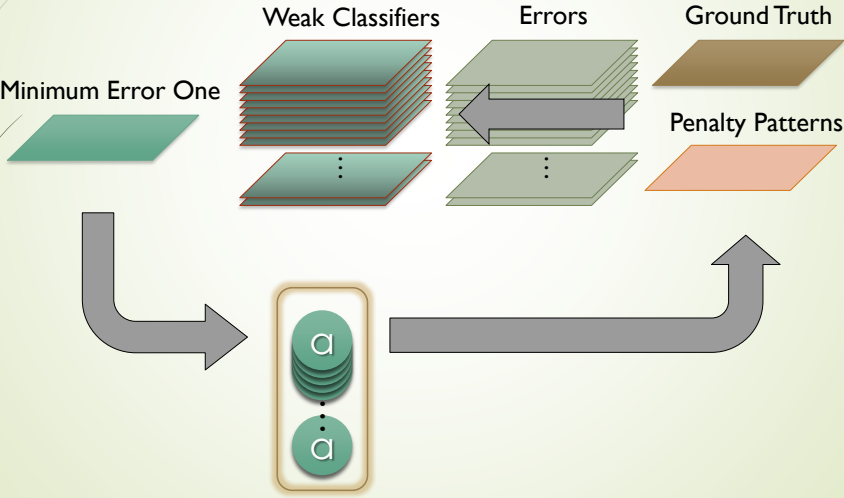 Weak Classifiers
Errors
Ground Truth
Minimum Error One
Penalty Patterns
a
a